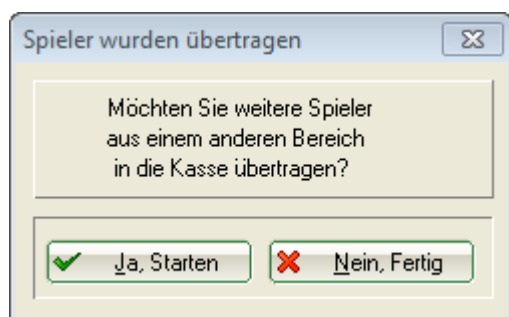 Spieler wurden übertragen
Möchten Sie weitere Spieler
aus einem anderen Bereich
in die Kasse übertragen?
Ja, Starten
Nein, Fertig